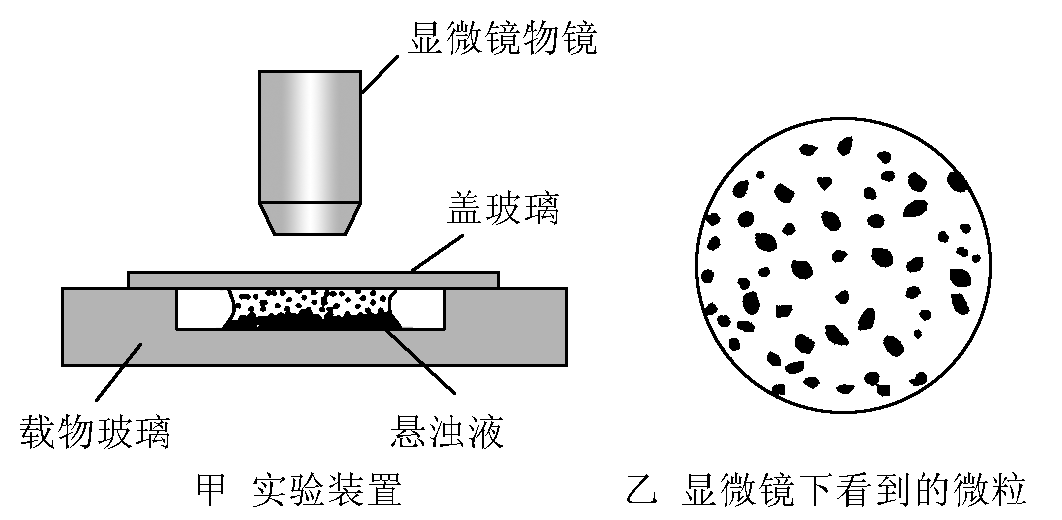 显微镜物镜
盖玻璃
载物玻璃
悬浊液
甲 实验装置
乙 显微镜下看到的微粒